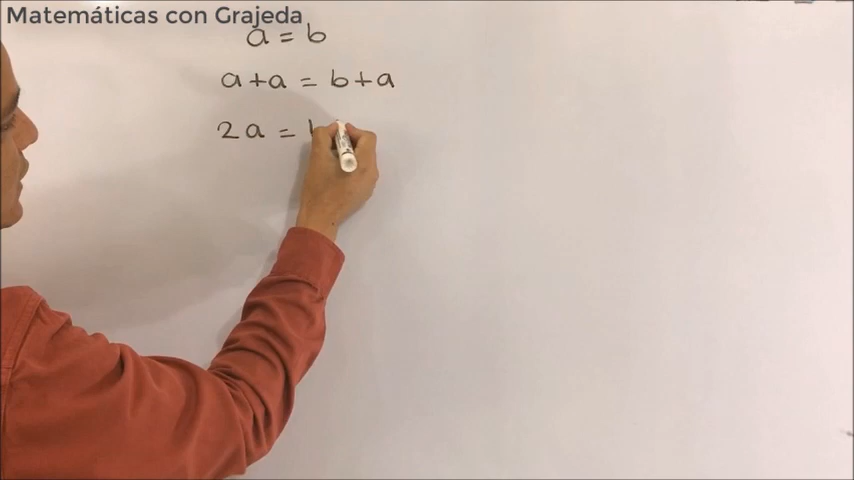 Matemáticas con Grajeda
a = b
a + a = b + a
2a =